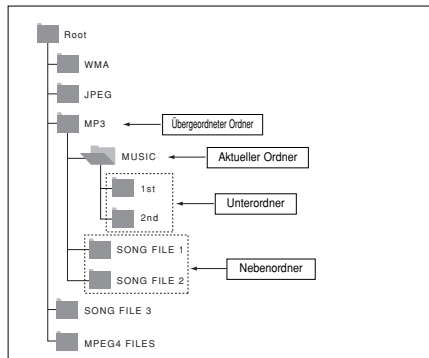 Root
WMA
JPEG
MP3 Übergeordneter Ordner
MUSIC Aktueller Ordner
1st
Unterordner
2nd
SONG FILE 1
Nebenordner
SONG FILE 2
SONG FILE 3
MPEG4 FILES